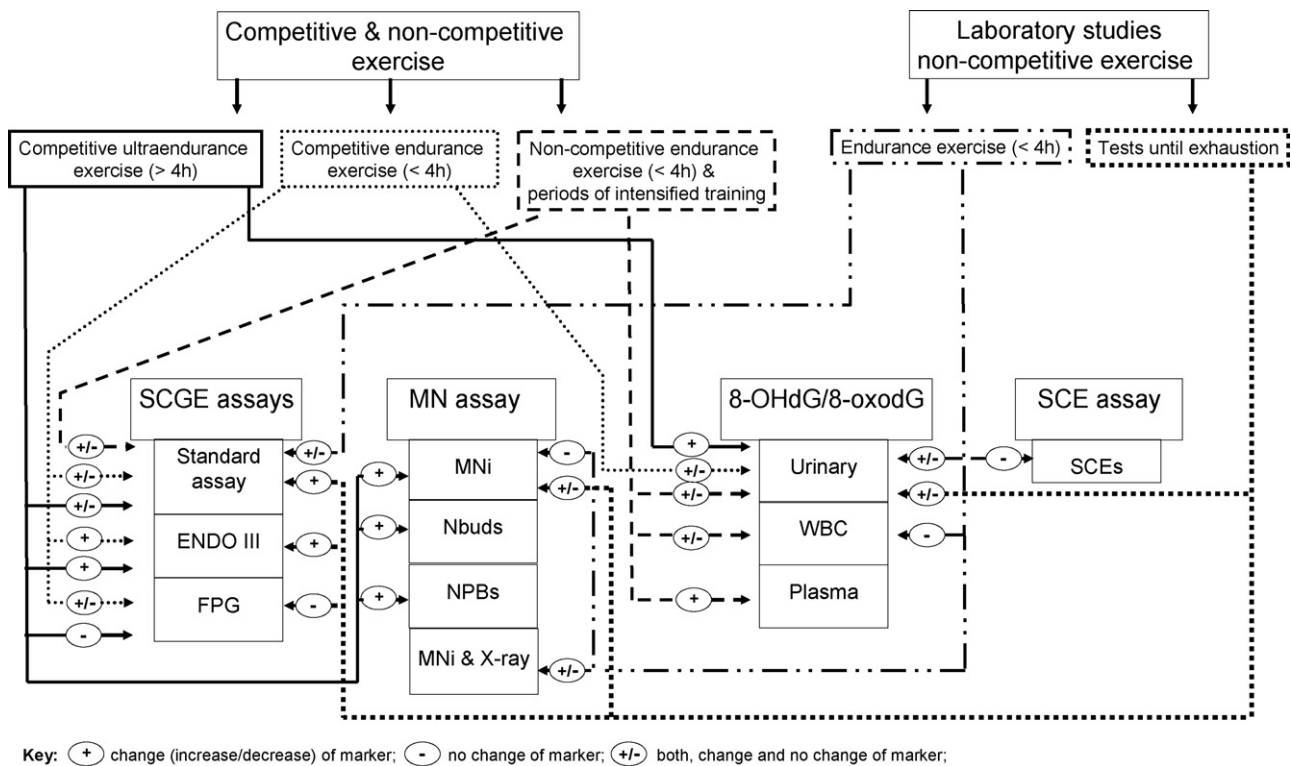 Competitive & non-competitive
exercise
Laboratory studies
non-competitive exercise
Competitive ultraendurance
exercise (> 4h)
Competitive endurance
exercise (< 4h)
Non-competitive endurance
exercise (< 4h) &
periods of intensified training
Endurance exercise (< 4h)
Tests until exhaustion
SCGE assays
MN assay
8-OHdG/8-oxodG
SCE assay
+/-
Standard
assay
+/-
+/-
+
+/-
+
ENDO III
+
+
FPG
+/-
-
-
+
MNi
-
+/-
+
Nbuds
+
NPBs
MNi & X-ray
+/-
+
+/-
+/-
Urinary
+/-
+/-
+/-
WBC
-
+
Plasma
-
SCEs
Key: + change (increase/decrease) of marker; - no change of marker; +/- both, change and no change of marker;